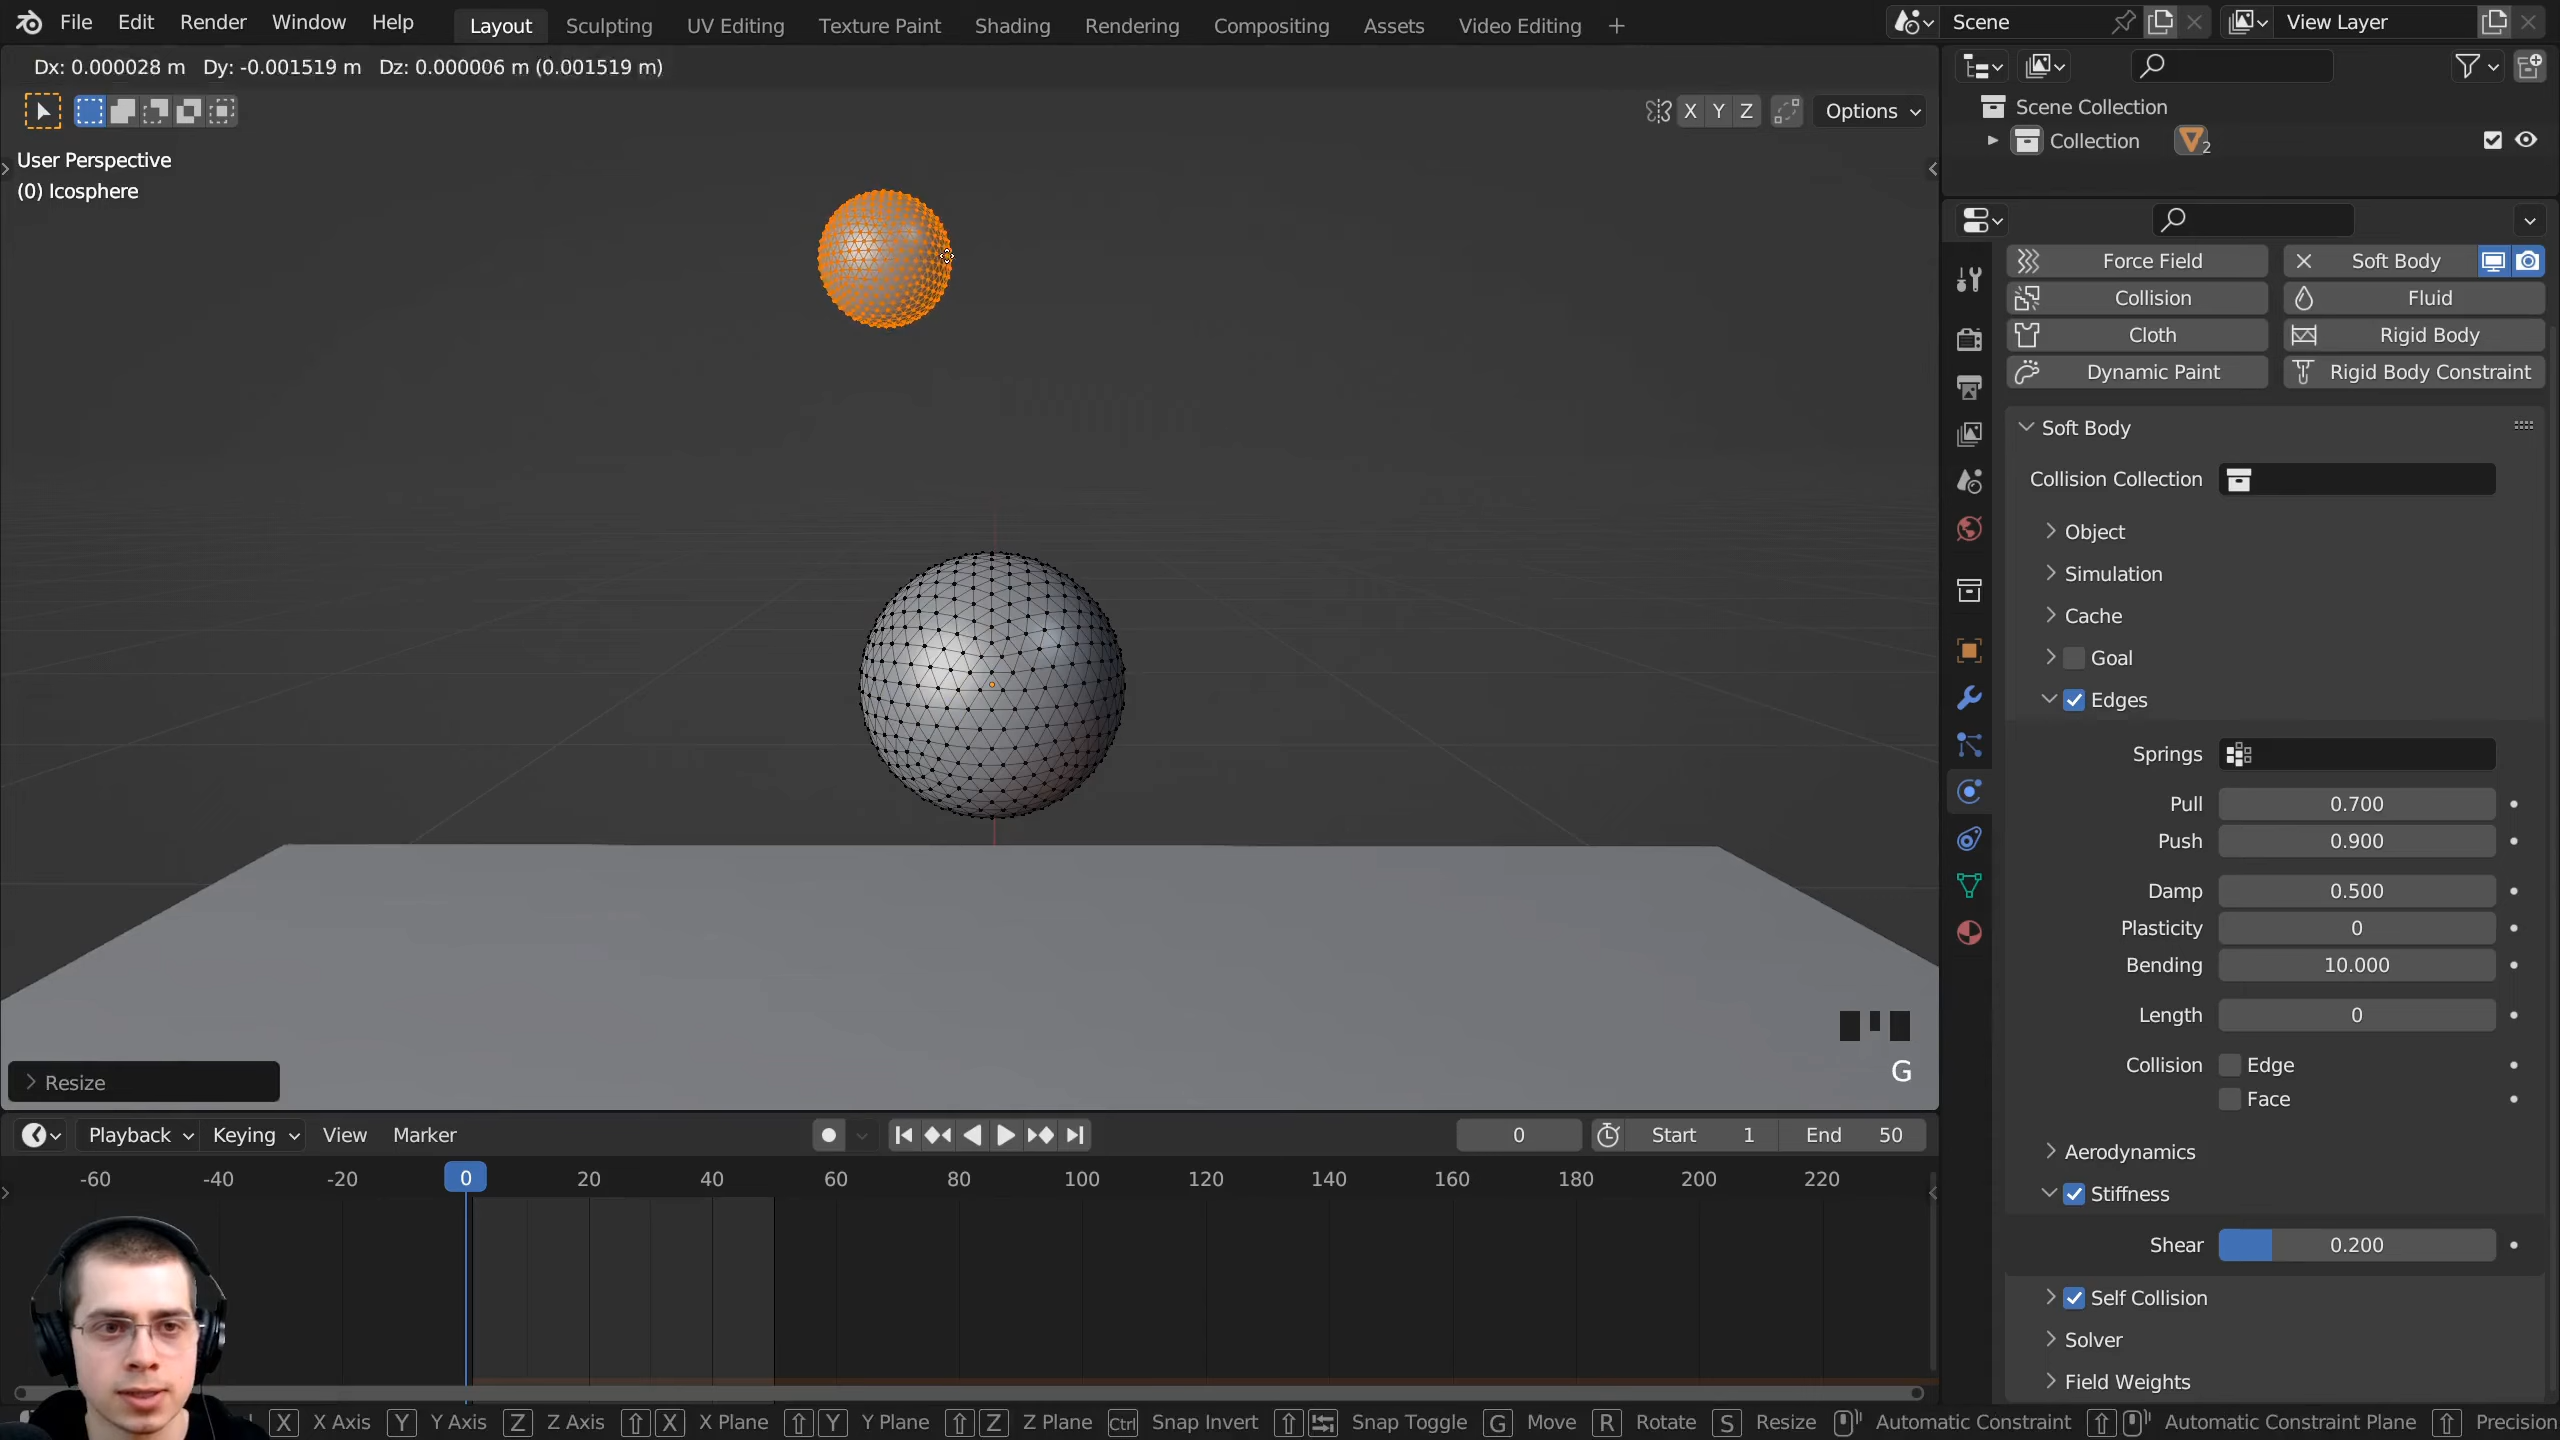 File Edit Render Window Help Layout Sculpting UV Editing Texture Paint Shading Rendering Compositing Assets Video Editing + Scene View Layer
Dx: 0.000028 m Dy: -0.001519 m Dz: 0.000006 m (0.001519 m)
X Y Z Options
User Perspective
(0) Icosphere
Scene Collection
Collection 2
Force Field Soft Body
Collision Fluid
Cloth Rigid Body
Dynamic Paint Rigid Body Constraint
Soft Body
Collision Collection
Object
Simulation
Cache
Goal
Edges
Springs
Pull 0.700
Push 0.900
Damp 0.500
Plasticity 0
Bending 10.000
Length 0
Collision Edge
Face
Aerodynamics
Stiffness
Shear 0.200
Self Collision
Solver
Field Weights
G
Resize
Playback Keying View Marker 0 Start 1 End 50
-60 -40 -20 0 20 40 60 80 100 120 140 160 180 200 220
X X Axis Y Y Axis Z Z Axis X X Plane Y Y Plane Z Z Plane Ctrl Snap Invert Snap Toggle G Move R Rotate S Resize Automatic Constraint Automatic Constraint Plane Precision